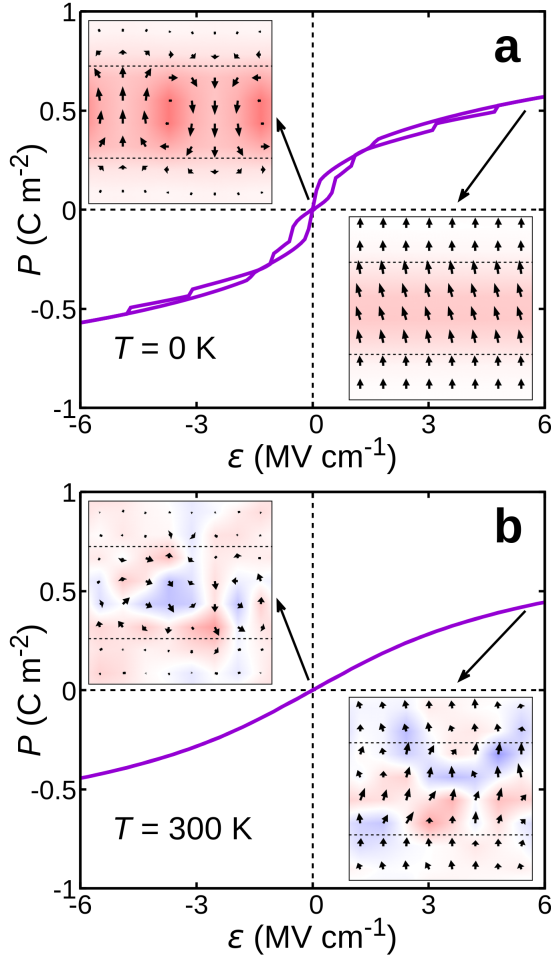 1
a
0.5
P (C m-2)
0
-0.5
T = 0 K
-1
-6 -3 0 3 6
ε (MV cm-1)
1
b
0.5
P (C m-2)
0
-0.5
T = 300 K
-1
-6 -3 0 3 6
ε (MV cm-1)